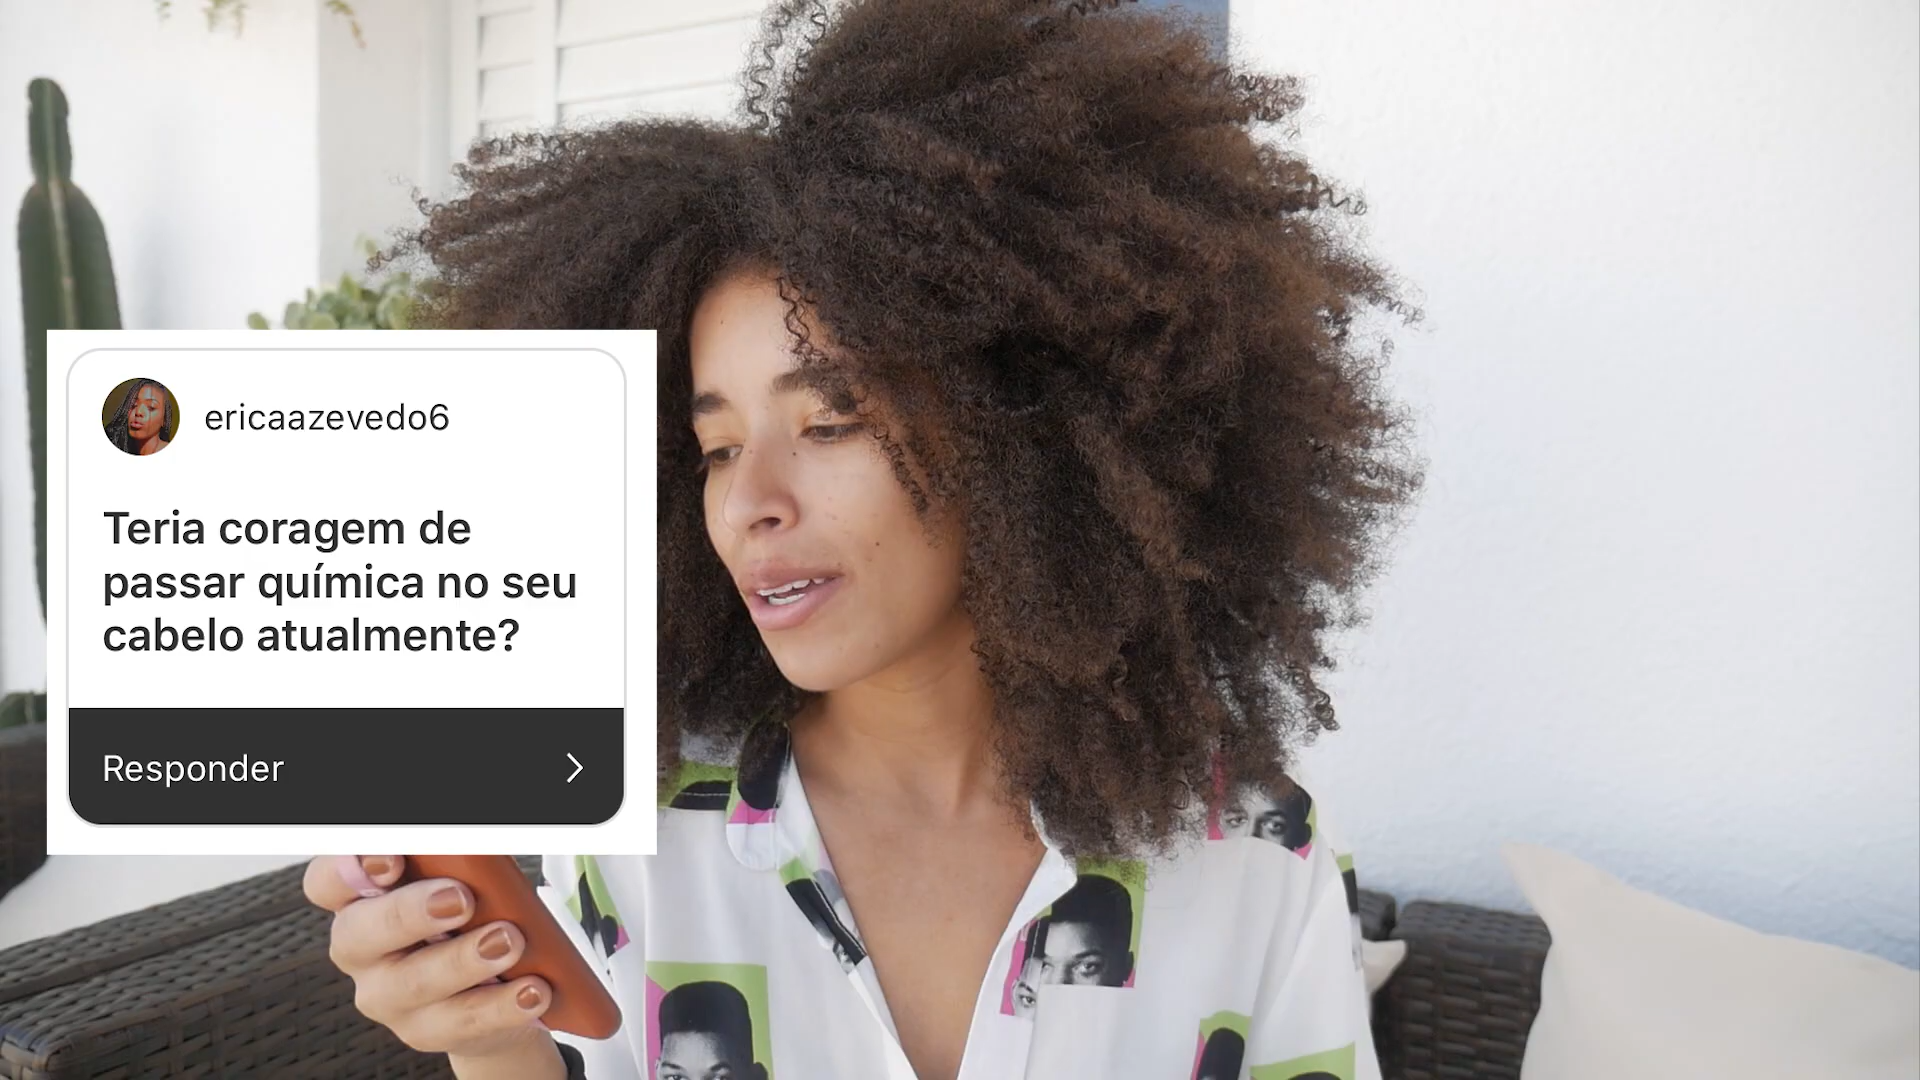 ericaazevedo6
Teria coragem de
passar química no seu
cabelo atualmente?
Responder